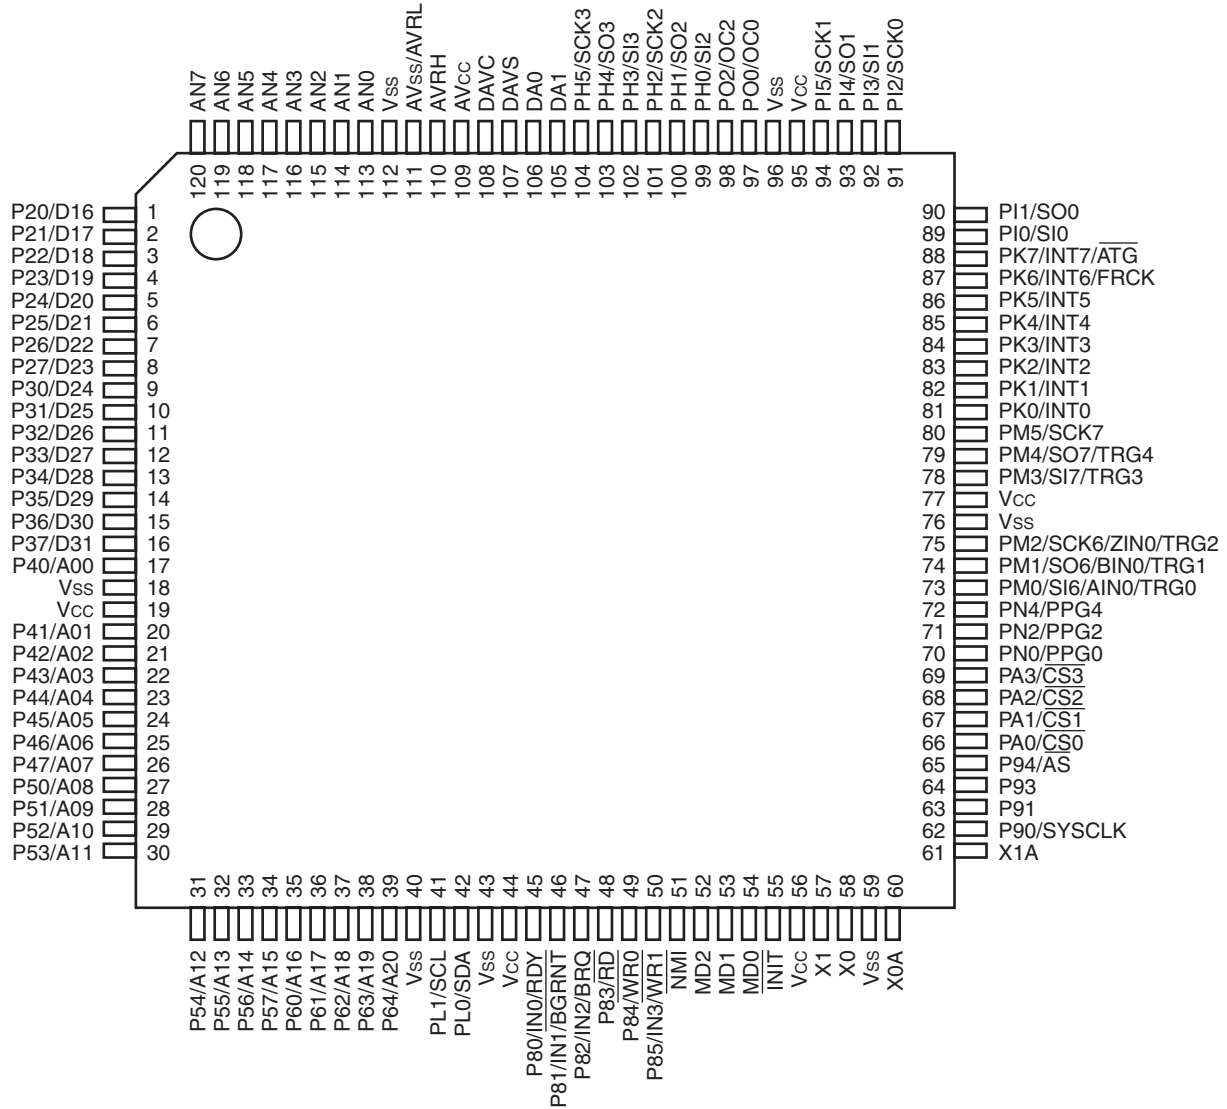 AN7
AN6
AN5
AN4
AN3
AN2
AN1
AN0
Vss
AVss/AVRL
AVRH
AVcc
DAVC
DAVS
DA0
DA1
PH5/SCK3
PH4/SO3
PH3/SI3
PH2/SCK2
PH1/SO2
PH0/SI2
PO2/OC2
PO0/OC0
Vss
Vcc
PI5/SCK1
PI4/SO1
PI3/SI1
PI2/SCK0
120
119
118
117
116
115
114
113
112
111
110
109
108
107
106
105
104
103
102
101
100
99
98
97
96
95
94
93
92
91
P20/D16 1
P21/D17 2
P22/D18 3
P23/D19 4
P24/D20 5
P25/D21 6
P26/D22 7
P27/D23 8
P30/D24 9
P31/D25 10
P32/D26 11
P33/D27 12
P34/D28 13
P35/D29 14
P36/D30 15
P37/D31 16
P40/A00 17
Vss 18
Vcc 19
P41/A01 20
P42/A02 21
P43/A03 22
P44/A04 23
P45/A05 24
P46/A06 25
P47/A07 26
P50/A08 27
P51/A09 28
P52/A10 29
P53/A11 30
90 PI1/SO0
89 PI0/SI0
88 PK7/INT7/ATG
87 PK6/INT6/FRCK
86 PK5/INT5
85 PK4/INT4
84 PK3/INT3
83 PK2/INT2
82 PK1/INT1
81 PK0/INT0
80 PM5/SCK7
79 PM4/SO7/TRG4
78 PM3/SI7/TRG3
77 Vcc
76 Vss
75 PM2/SCK6/ZIN0/TRG2
74 PM1/SO6/BIN0/TRG1
73 PM0/SI6/AIN0/TRG0
72 PN4/PPG4
71 PN2/PPG2
70 PN0/PPG0
69 PA3/CS3
68 PA2/CS2
67 PA1/CS1
66 PA0/CS0
65 P94/AS
64 P93
63 P91
62 P90/SYSCLK
61 X1A
31
32
33
34
35
36
37
38
39
40
41
42
43
44
45
46
47
48
49
50
51
52
53
54
55
56
57
58
59
60
P54/A12
P55/A13
P56/A14
P57/A15
P60/A16
P61/A17
P62/A18
P63/A19
P64/A20
Vss
PL1/SCL
PL0/SDA
Vss
Vcc
P80/IN0/RDY
P81/IN1/BGRNT
P82/IN2/BRQ
P83/RD
P84/WR0
P85/IN3/WR1
NMI
MD2
MD1
MD0
INIT
Vcc
X1
X0
Vss
X0A